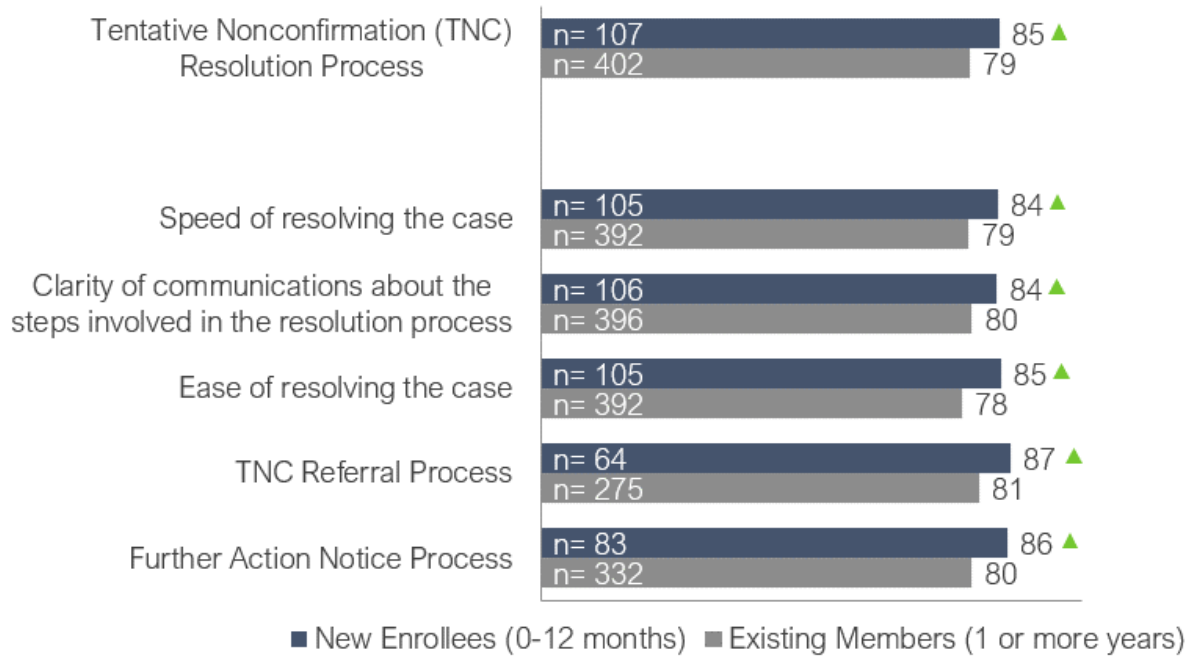 Tentative Nonconfirmation (TNC)
Resolution Process
n= 107
85
n= 402
79
Speed of resolving the case
n= 105
84
n= 392
79
Clarity of communications about the
steps involved in the resolution process
n= 106
84
n= 396
80
Ease of resolving the case
n= 105
85
n= 392
78
TNC Referral Process
n= 64
87
n= 275
81
Further Action Notice Process
n= 83
86
n= 332
80
New Enrollees (0-12 months)
Existing Members (1 or more years)